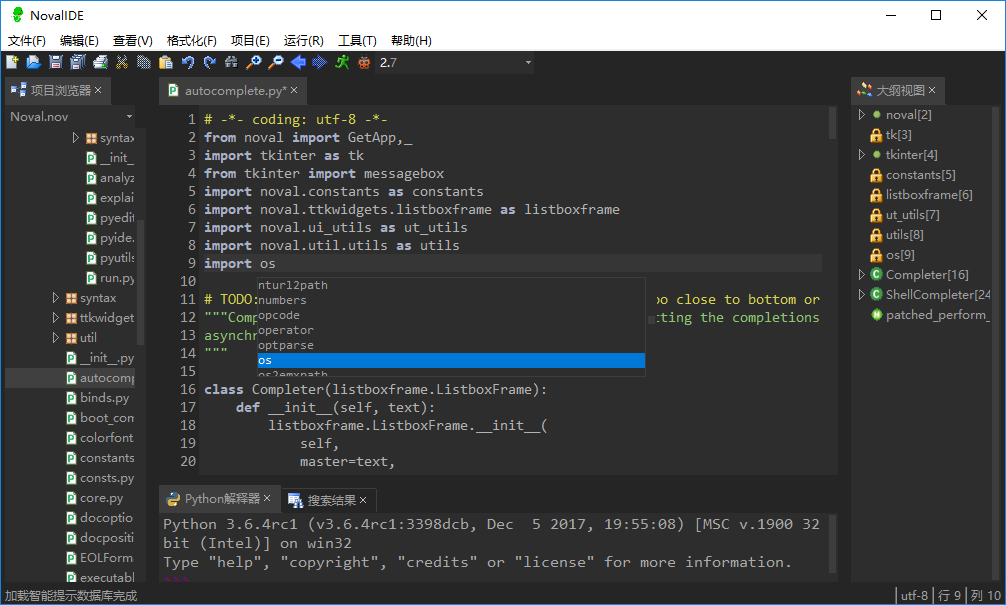 NovalIDE
文件(F) 编辑(E) 查看(V) 格式化(F) 项目(E) 运行(R) 工具(T) 帮助(H)
2.7
项目浏览器
Noval.nov
syntax
__init_
analyz
explai
pyedit
pyide.
pyutils
run.py
syntax
ttkwidget
util
__init__.py
autocomp
binds.py
boot_com
colorfont
constants
consts.py
core.py
docoptio
docpositi
EOLForma
executabl
autocomplete.py*
1 # -*- coding: utf-8 -*-
2 from noval import GetApp,_
3 import tkinter as tk
4 from tkinter import messagebox
5 import noval.constants as constants
6 import noval.ttkwidgets.listboxframe as listboxframe
7 import noval.ui_utils as ut_utils
8 import noval.util.utils as utils
9 import os
10
11 # TODO: oo close to bottom or
12 """Comp ting the completions
13 asynchr
14 """
15
16 class Completer(listboxframe.ListboxFrame):
17 def __init__(self, text):
18 listboxframe.ListboxFrame.__init__(
19 self,
20 master=text,
nturl2path
numbers
opcode
operator
optparse
os
os2emxpath
Python解释器
搜索结果
Python 3.6.4rc1 (v3.6.4rc1:3398dcb, Dec 5 2017, 19:55:08) [MSC v.1900 32
bit (Intel)] on win32
Type "help", "copyright", "credits" or "license" for more information.
>>>
大纲视图
noval[2]
tk[3]
tkinter[4]
constants[5]
listboxframe[6]
ut_utils[7]
utils[8]
os[9]
Completer[16]
ShellCompleter[24
patched_perform_
加载智能提示数据库完成
utf-8 行 9 列 10